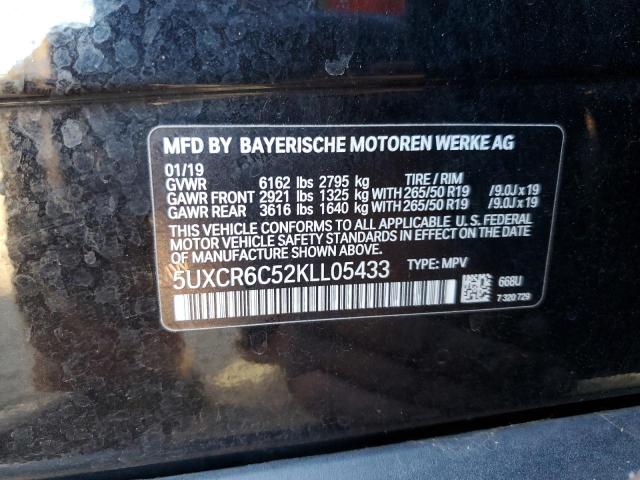 MFD BY BAYERISCHE MOTOREN WERKE AG
01/19
GVWR 6162 lbs 2795 kg TIRE / RIM
GAWR FRONT 2921 lbs 1325 kg WITH 265/50 R19 /9.0J x 19
GAWR REAR 3616 lbs 1640 kg WITH 265/50 R19 /9.0J x 19
THIS VEHICLE CONFORMS TO ALL APPLICABLE U. S. FEDERAL
MOTOR VEHICLE SAFETY STANDARDS IN EFFECT ON THE
DATE OF MANUFACTURE SHOWN ABOVE.
5UXCR6C52KLL05433 TYPE: MPV
668U
7 320 729